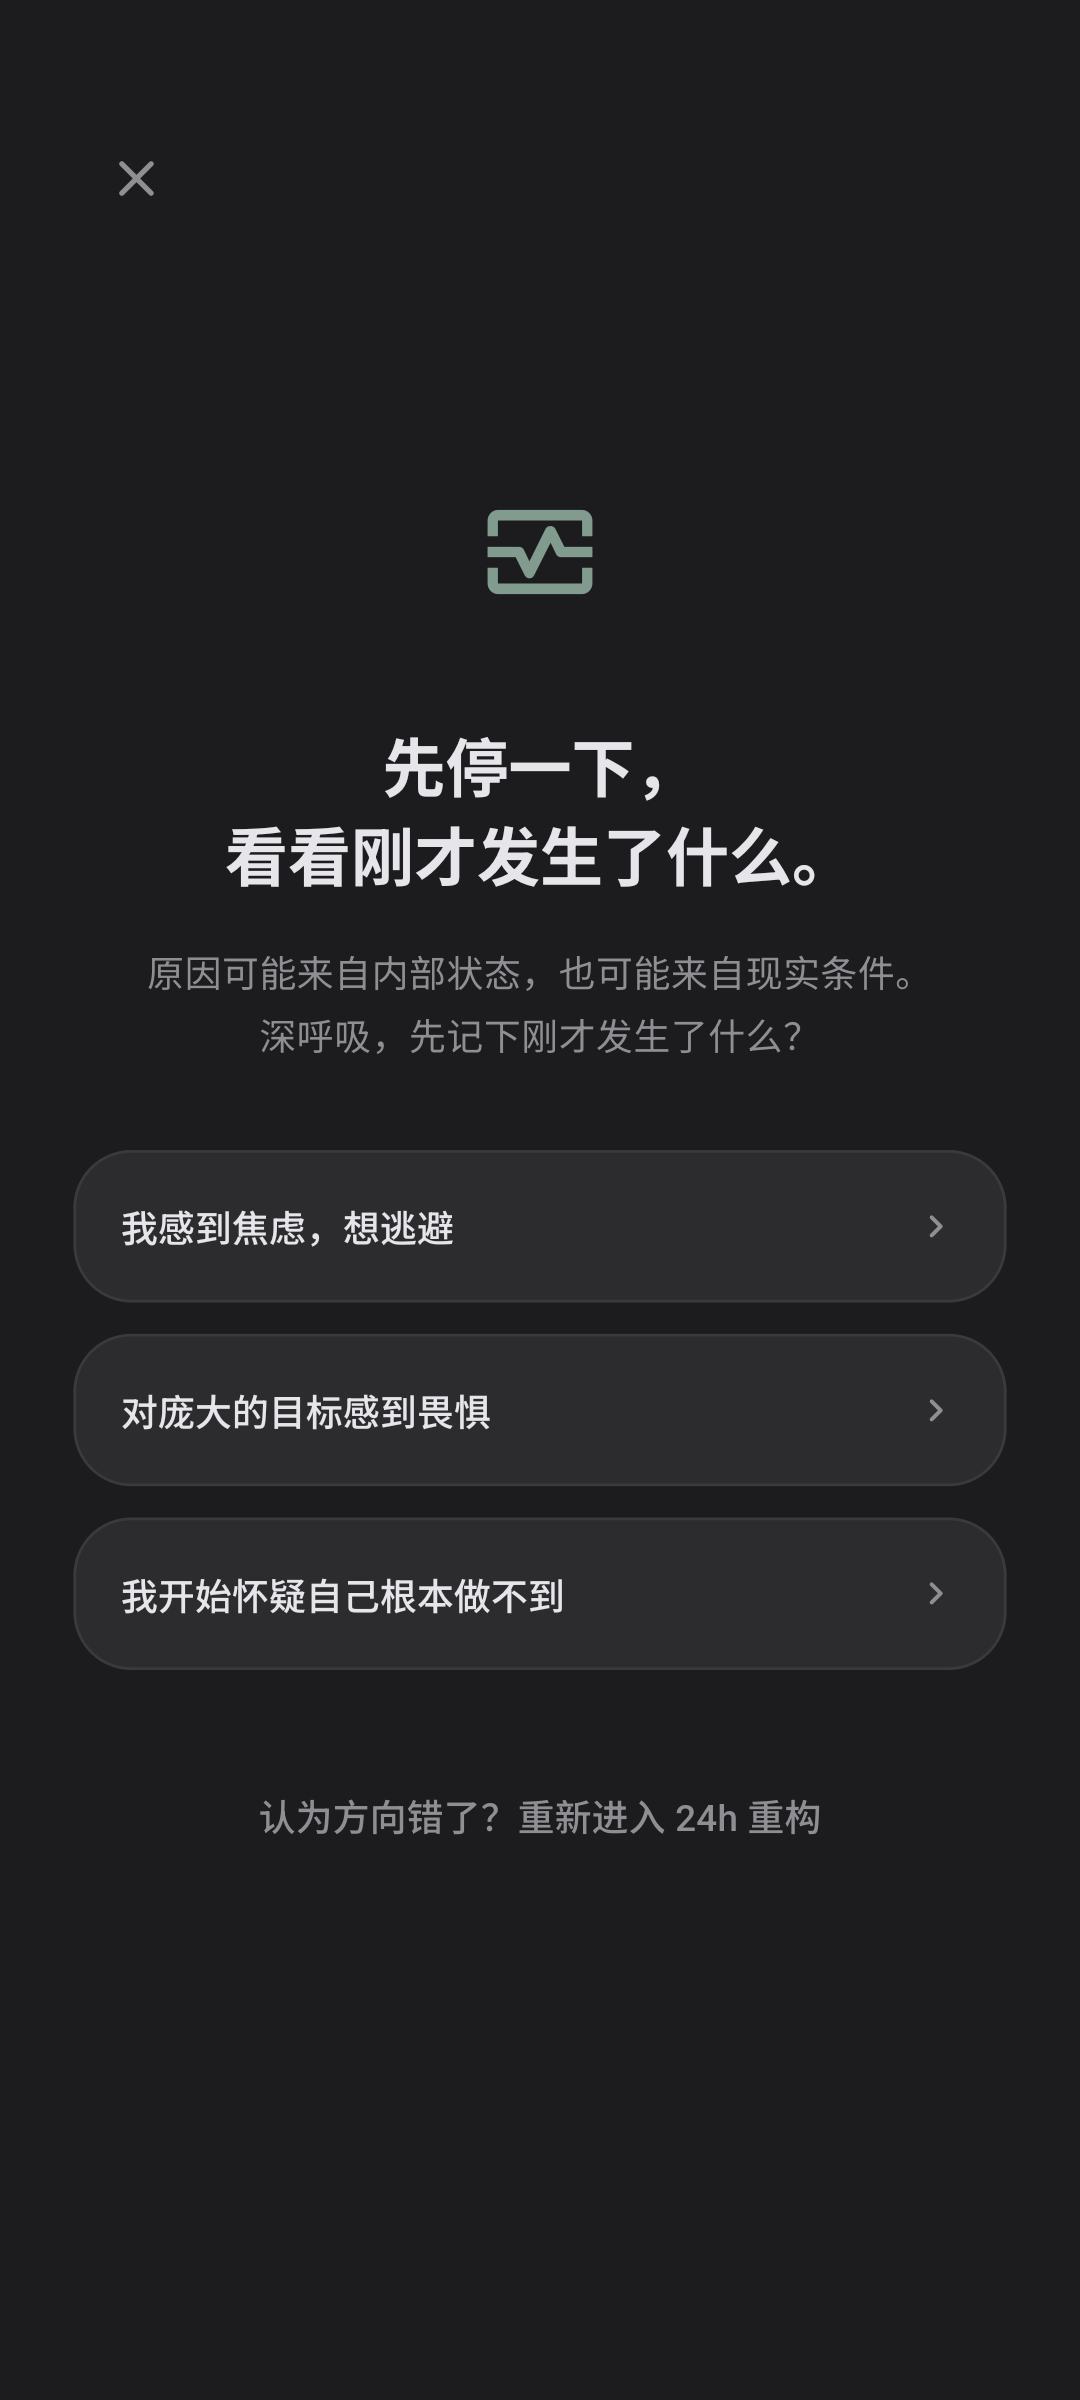 先停一下，
看看刚才发生了什么。
原因可能来自内部状态，也可能来自现实条件。
深呼吸，先记下刚才发生了什么？
我感到焦虑，想逃避
对庞大的目标感到畏惧
我开始怀疑自己根本做不到
认为方向错了？重新进入 24h 重构